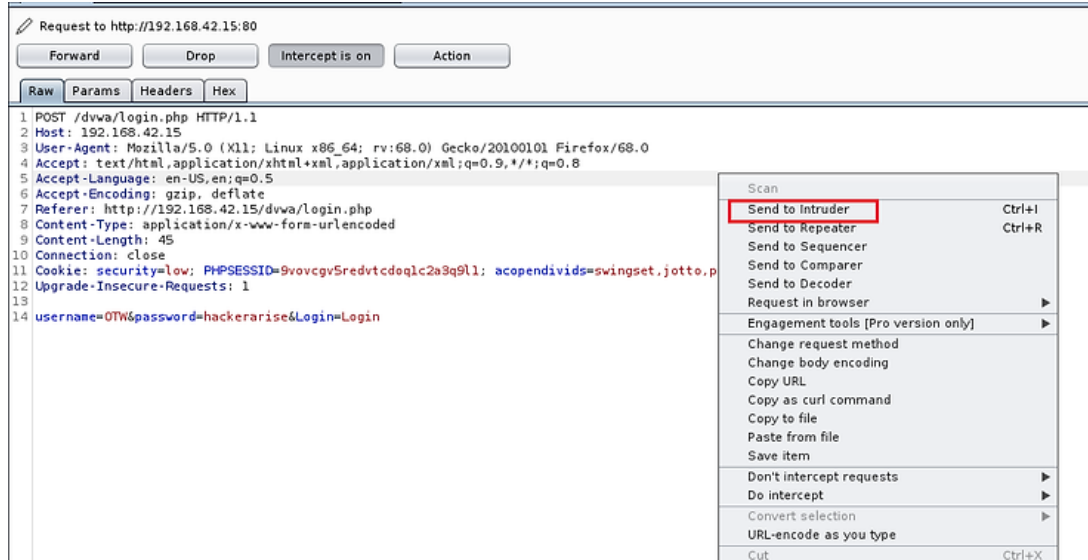 Request to http://192.168.42.15:80
Forward Drop Intercept is on Action
Raw Params Headers Hex
1 POST /dvwa/login.php HTTP/1.1
2 Host: 192.168.42.15
3 User-Agent: Mozilla/5.0 (X11; Linux x86_64; rv:68.0) Gecko/20100101 Firefox/68.0
4 Accept: text/html,application/xhtml+xml,application/xml;q=0.9,*/*;q=0.8
5 Accept-Language: en-US,en;q=0.5
6 Accept-Encoding: gzip, deflate
7 Referer: http://192.168.42.15/dvwa/login.php
8 Content-Type: application/x-www-form-urlencoded
9 Content-Length: 45
10 Connection: close
11 Cookie: security=low; PHPSESSID=9vovcgv5redvtcdoqlc2a3q9l1; acopendivids=swingset,jotto,p
12 Upgrade-Insecure-Requests: 1
13
14 username=OTW&password=hackerarise&Login=Login
Scan
Send to Intruder Ctrl+I
Send to Repeater Ctrl+R
Send to Sequencer
Send to Comparer
Send to Decoder
Request in browser
Engagement tools [Pro version only]
Change request method
Change body encoding
Copy URL
Copy as curl command
Copy to file
Paste from file
Save item
Don't intercept requests
Do intercept
Convert selection
URL-encode as you type
Cut Ctrl+X